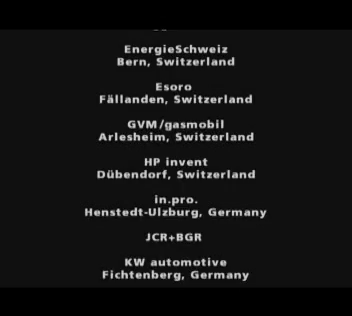 EnergieSchweiz
Bern, Switzerland
Esoro
Fällanden, Switzerland
GVM/gasmobil
Arlesheim, Switzerland
HP invent
Dübendorf, Switzerland
in.pro.
Henstedt-Ulzburg, Germany
JCR+BGR
KW automotive
Fichtenberg, Germany